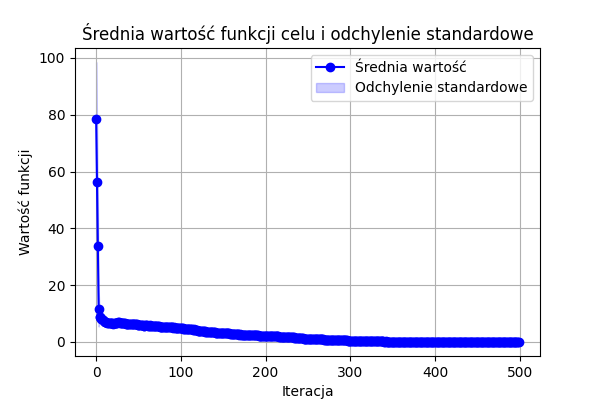 Średnia wartość funkcji celu i odchylenie standardowe
Średnia wartość
Odchylenie standardowe
100
80
60
40
20
0
Wartość funkcji
0 100 200 300 400 500
Iteracja